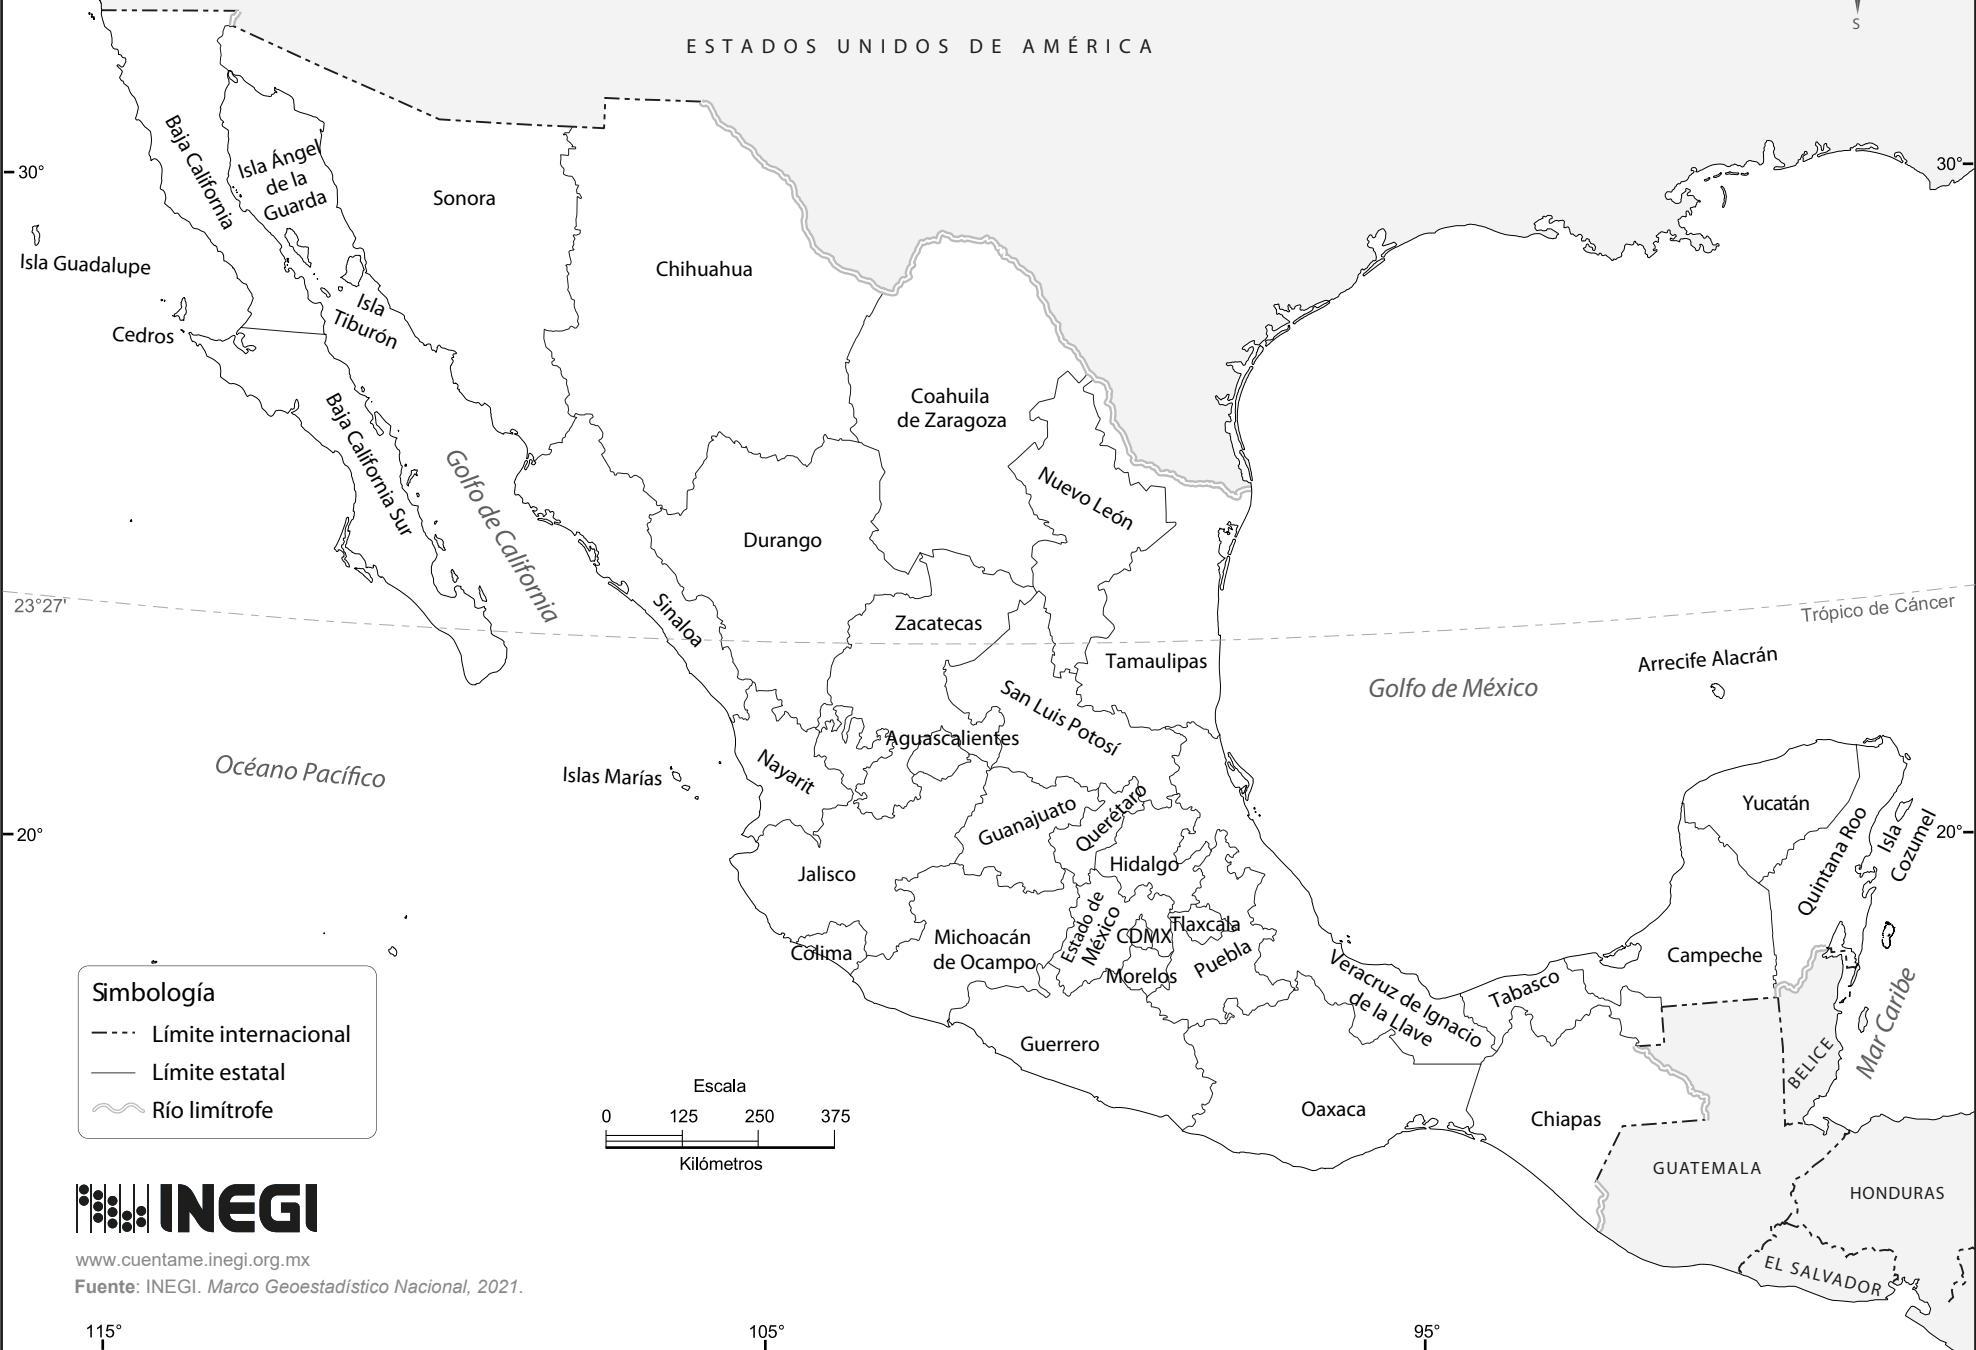 S
ESTADOS UNIDOS DE AMÉRICA
30°
30°
Baja California
Isla Ángel
de la
Guarda
Sonora
Isla Guadalupe
Chihuahua
Isla
Tiburón
Cedros
Coahuila
de Zaragoza
Baja California Sur
Golfo de California
Nuevo León
Durango
23°27'
Trópico de Cáncer
Sinaloa
Zacatecas
Tamaulipas
Arrecife Alacrán
Golfo de México
San Luis Potosí
Aguascalientes
Océano Pacífico
Islas Marías
Nayarit
Guanajuato
Querétaro
Yucatán
Quintana Roo
Isla
Cozumel
20°
20°
Hidalgo
Jalisco
Estado de
México
Tlaxcala
CDMX
Michoacán
de Ocampo
Colima
Morelos
Puebla
Veracruz de Ignacio
de la Llave
Tabasco
Campeche
Mar Caribe
BELICE
Guerrero
Oaxaca
Chiapas
GUATEMALA
HONDURAS
EL SALVADOR
Simbología
Límite internacional
Límite estatal
Río limítrofe
Escala
0 125 250 375
Kilómetros
INEGI
www.cuentame.inegi.org.mx
Fuente: INEGI. Marco Geoestadístico Nacional, 2021.
115° 105° 95°